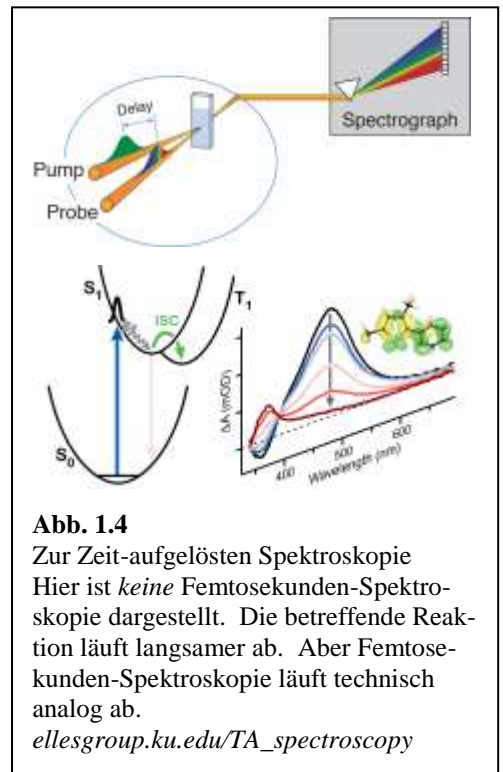 Delay
Spectrograph
Pump
Probe
S₁
ISC
T₁
S₀
ΔA (mOD)
400
500
600
Wavelength (nm)
Abb. 1.4
Zur Zeit-aufgelösten Spektroskopie
Hier ist keine Femtosekunden-Spektro-
skopie dargestellt. Die betreffende Reak-
tion läuft langsamer ab. Aber Femtose-
kunden-Spektroskopie läuft technisch
analog ab.
ellesgroup.ku.edu/TA_spectroscopy